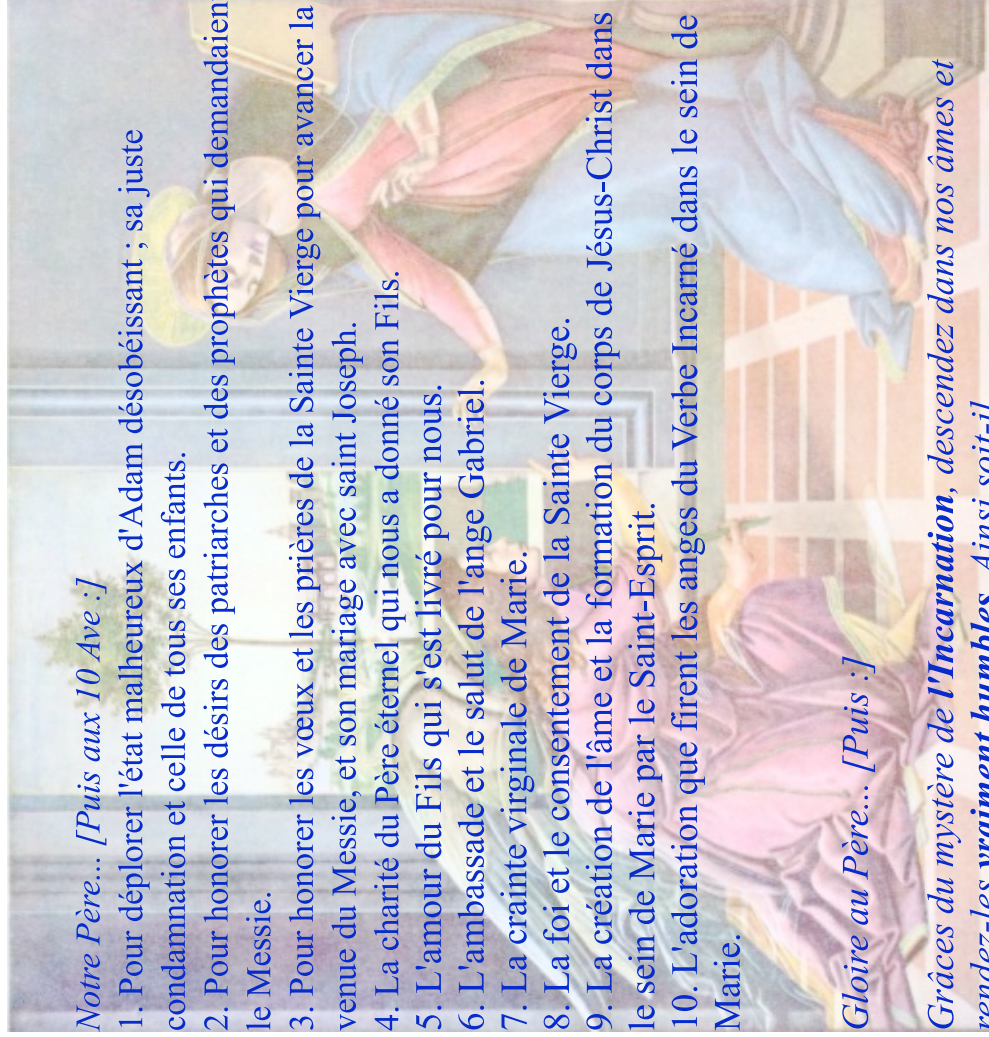 Notre Père... [Puis aux 10 Ave :]
1. Pour déplorer l'état malheureux d'Adam désobéissant ; sa juste
condamnation et celle de tous ses enfants.
2. Pour honorer les désirs des patriarches et des prophètes qui demandaien
le Messie.
3. Pour honorer les vœux et les prières de la Sainte Vierge pour avancer la
venue du Messie, et son mariage avec saint Joseph.
4. La charité du Père éternel qui nous a donné son Fils.
5. L'amour du Fils qui s'est livré pour nous.
6. L'ambassade et le salut de l'ange Gabriel.
7. La crainte virginale de Marie.
8. La foi et le consentement de la Sainte Vierge.
9. La création de l'âme et la formation du corps de Jésus-Christ dans
le sein de Marie par le Saint-Esprit.
10. L'adoration que firent les anges du Verbe Incarné dans le sein de
Marie.
Gloire au Père... [Puis :]
Grâces du mystère de l'Incarnation, descendez dans nos âmes et
rendez-les vraiment humbles. Ainsi soit-il